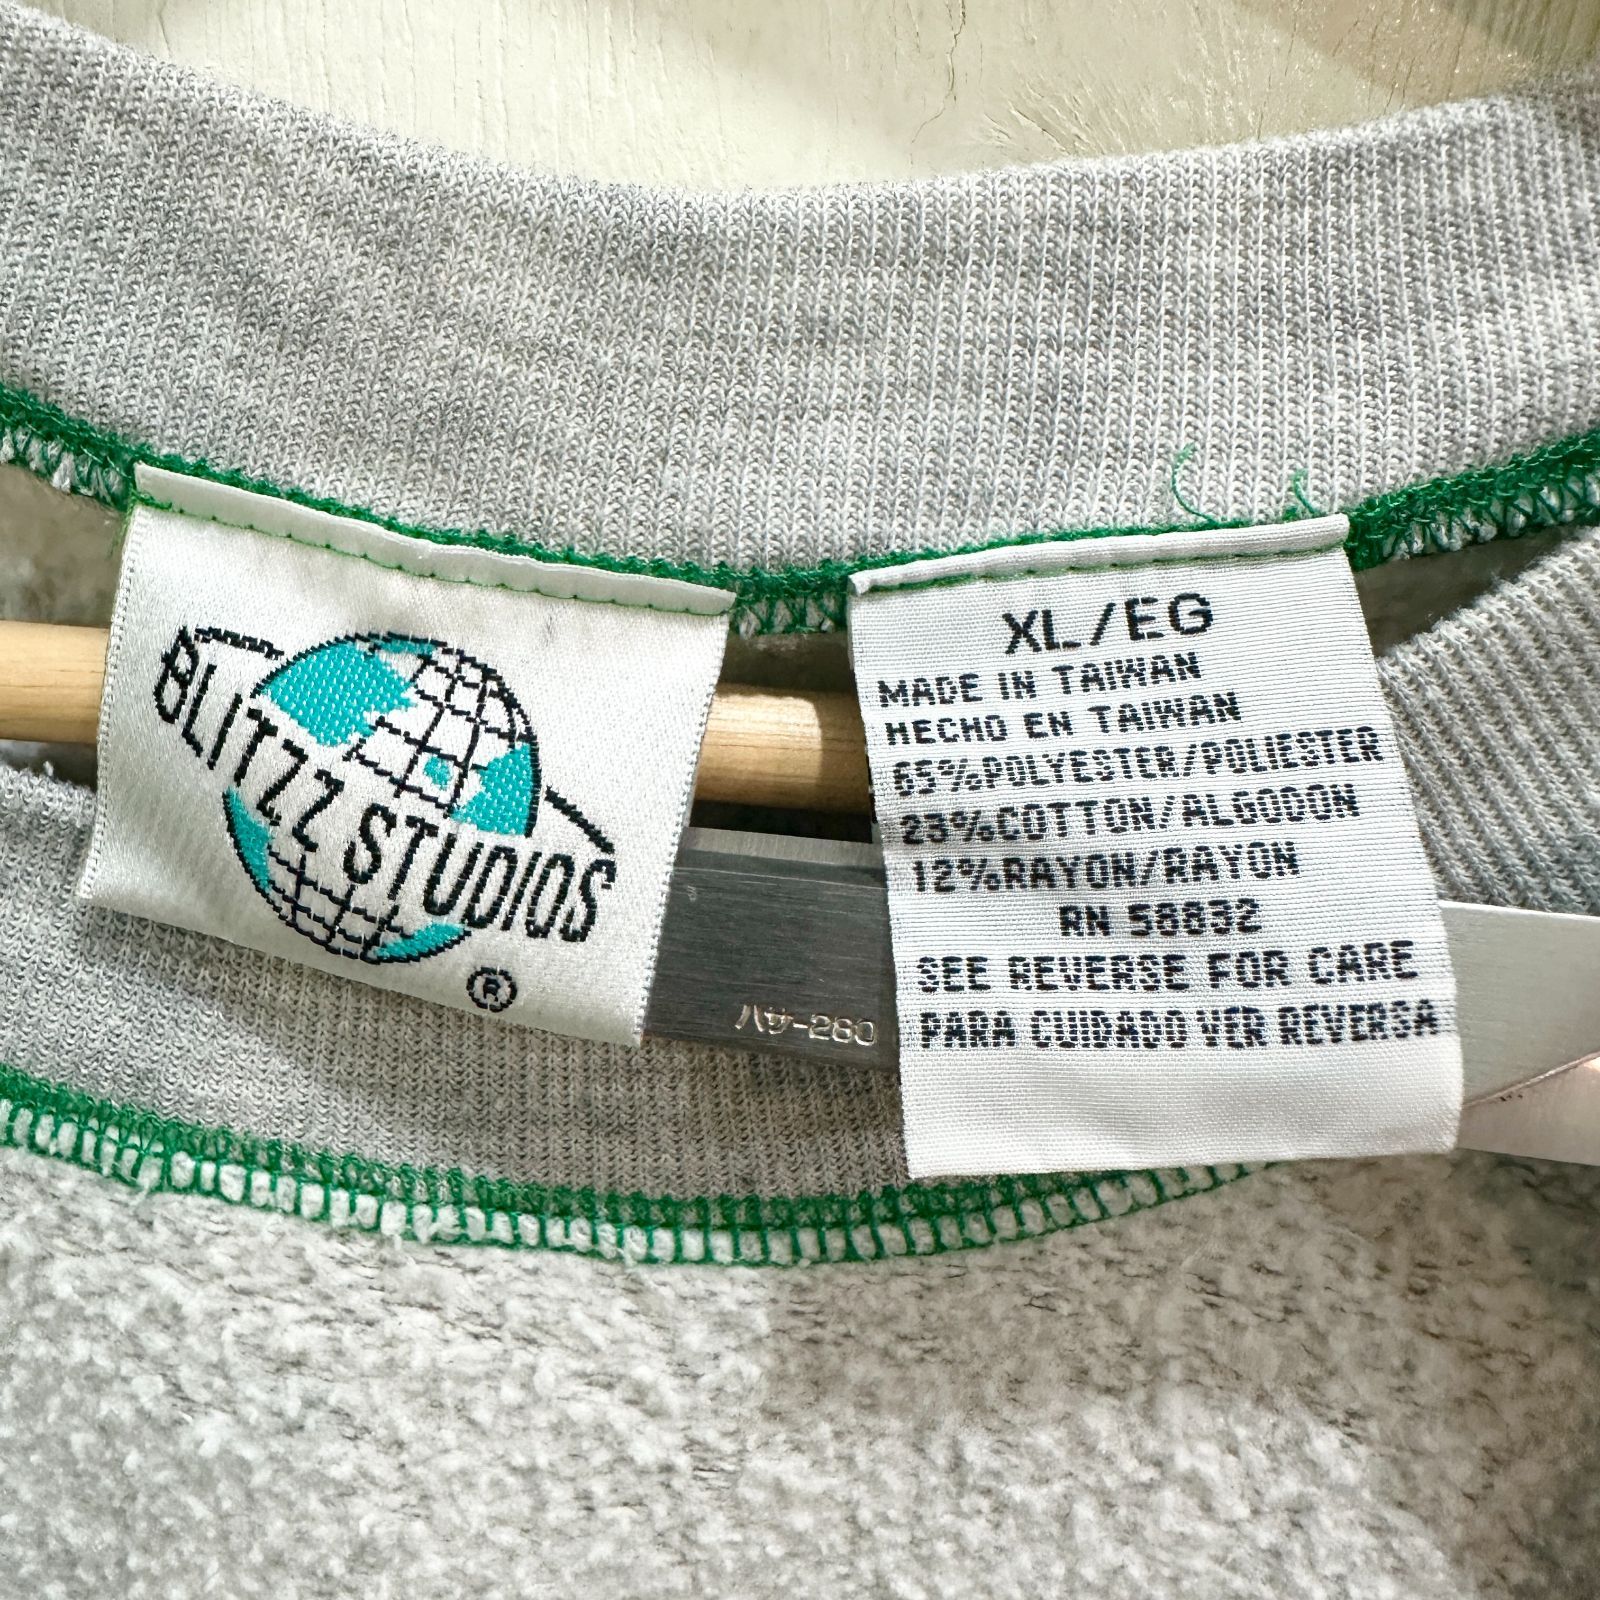 BLITZZ STUDIOS
®
XL/EG
MADE IN TAIWAN
HECHO EN TAIWAN
65%POLYESTER/POLIESTER
23%COTTON/ALGODON
12%RAYON/RAYON
RN 58832
SEE REVERSE FOR CARE
PARA CUIDADO VER REVERSA
ハサ-280